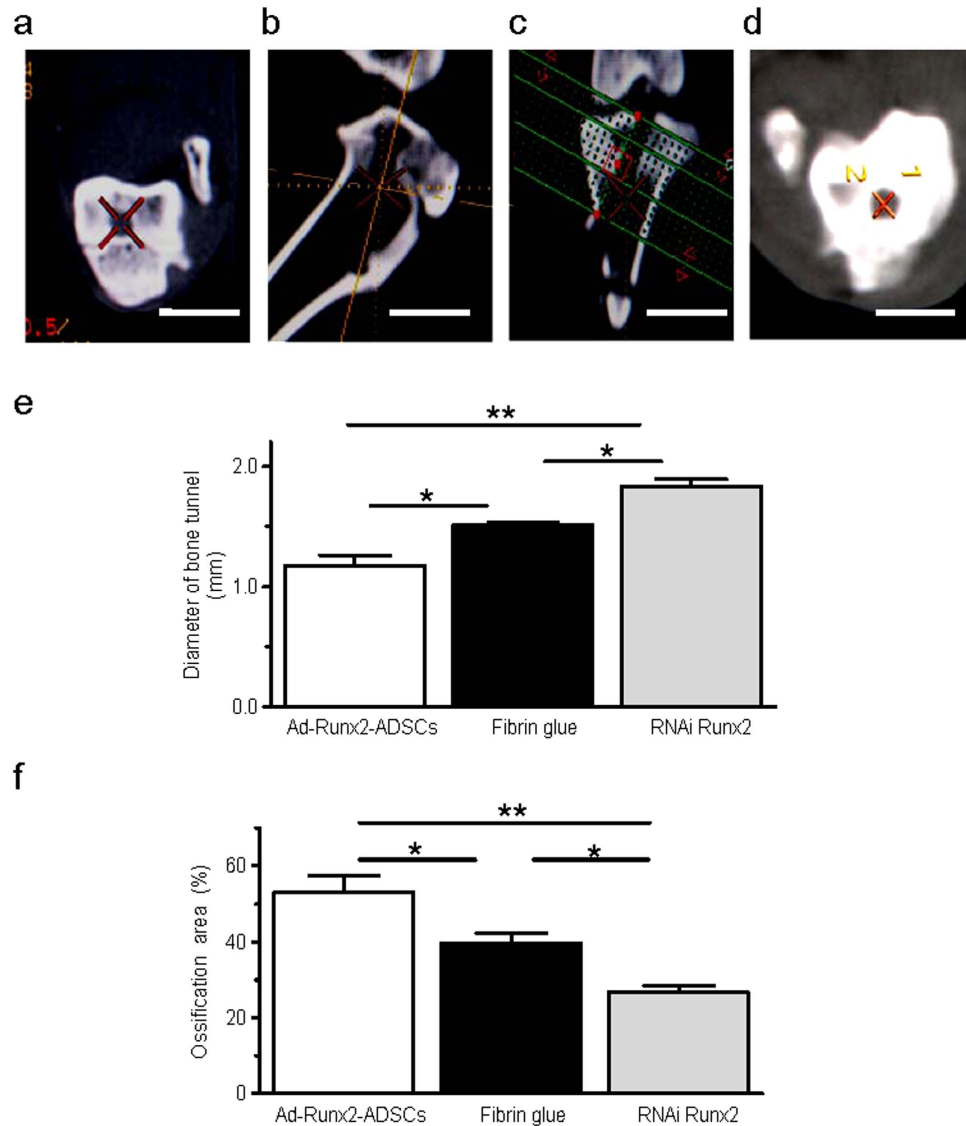 a
b
c
d
0.5/
2
1
e
**
*
*
Diameter of bone tunnel
(mm)
2.0
1.0
0.0
Ad-Runx2-ADSCs
Fibrin glue
RNAi Runx2
f
**
*
*
Ossification area (%)
60
40
20
0
Ad-Runx2-ADSCs
Fibrin glue
RNAi Runx2